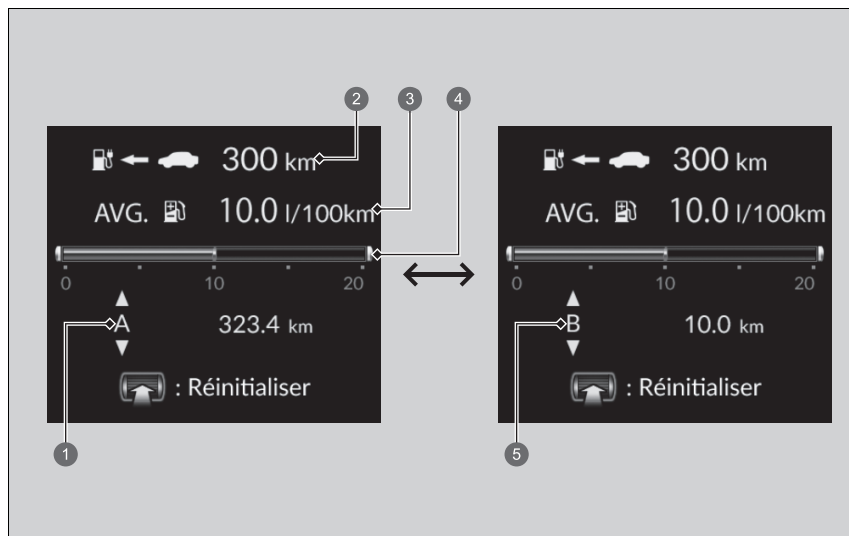 2 3 4
300 km
AVG. 10.0 l/100km
0 10 20
A 323.4 km
: Réinitialiser
1
300 km
AVG. 10.0 l/100km
0 10 20
B 10.0 km
: Réinitialiser
5